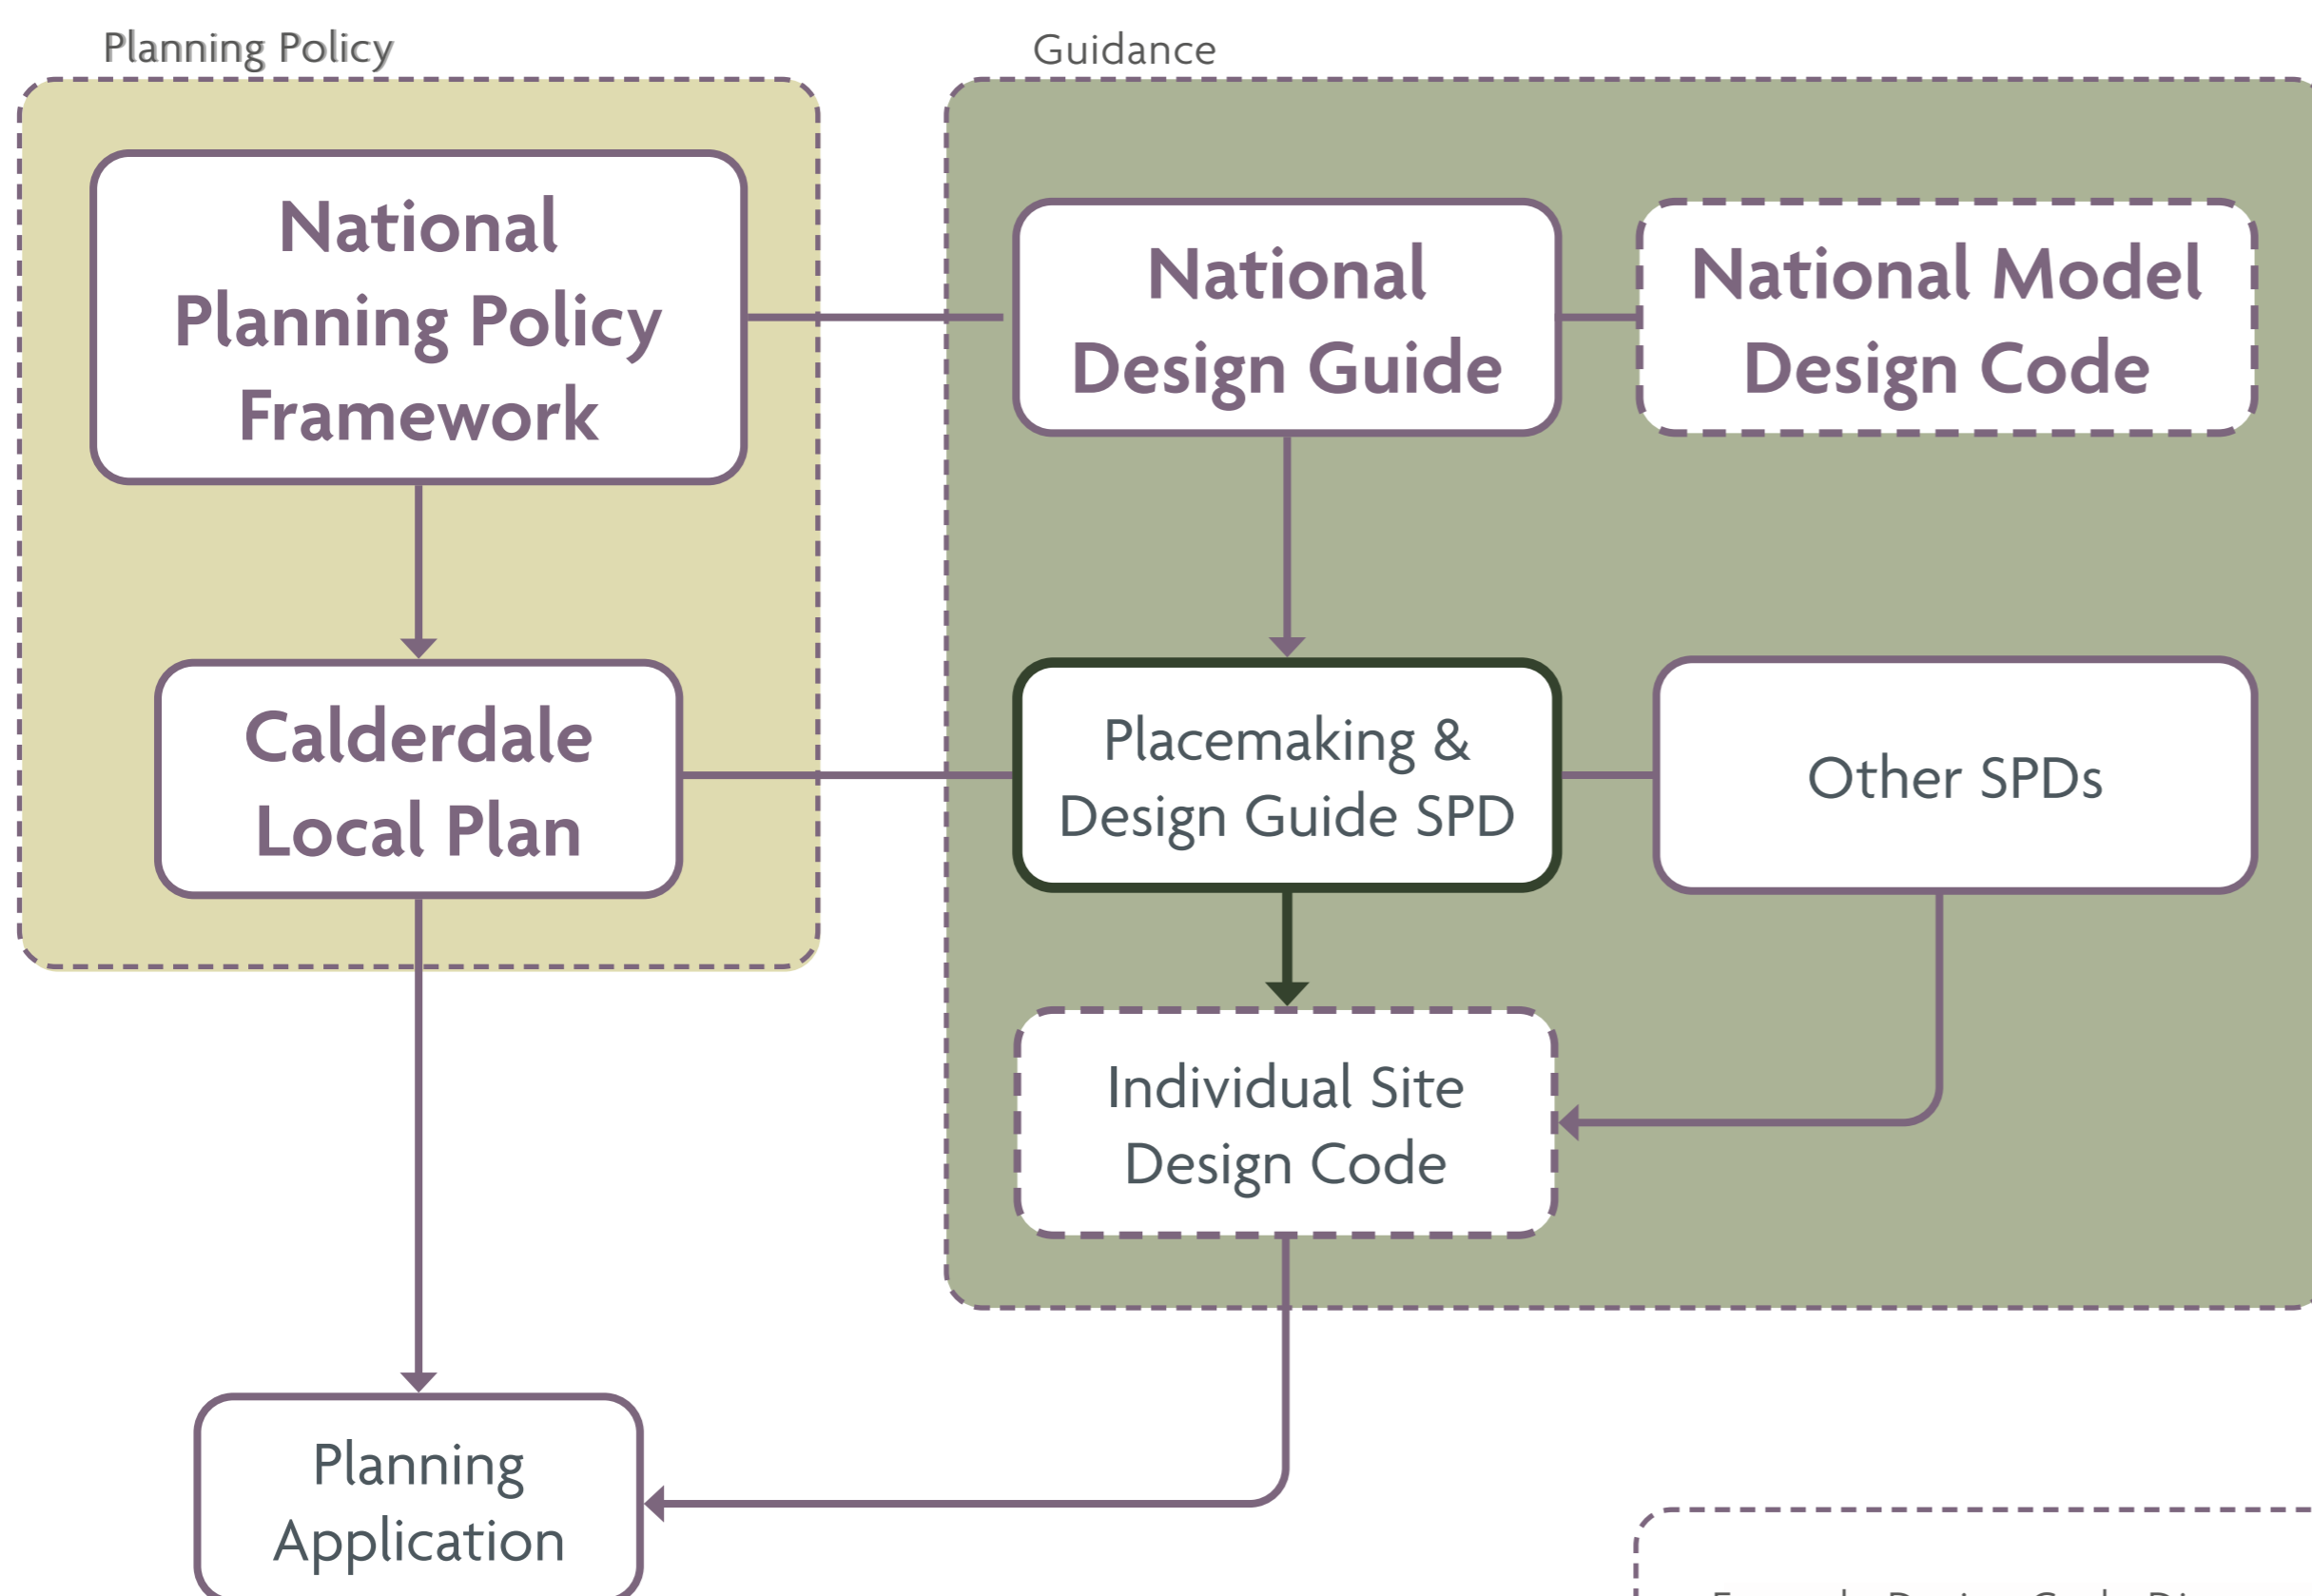 Planning Policy
Guidance
National
Planning Policy
Framework
National
Design Guide
National Model
Design Code
Calderdale
Local Plan
Placemaking &
Design Guide SPD
Other SPDs
Individual Site
Design Code
Planning
Application